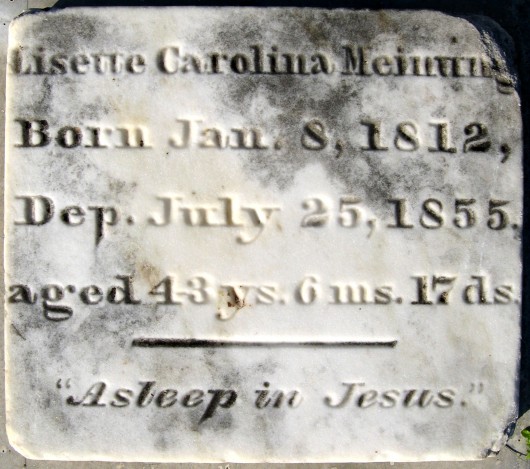 Lisette Carolina Meinung
Born Jan. 8, 1812,
Dep. July 25, 1855.
aged 43 ys. 6 ms. 17 ds.
"Asleep in Jesus."